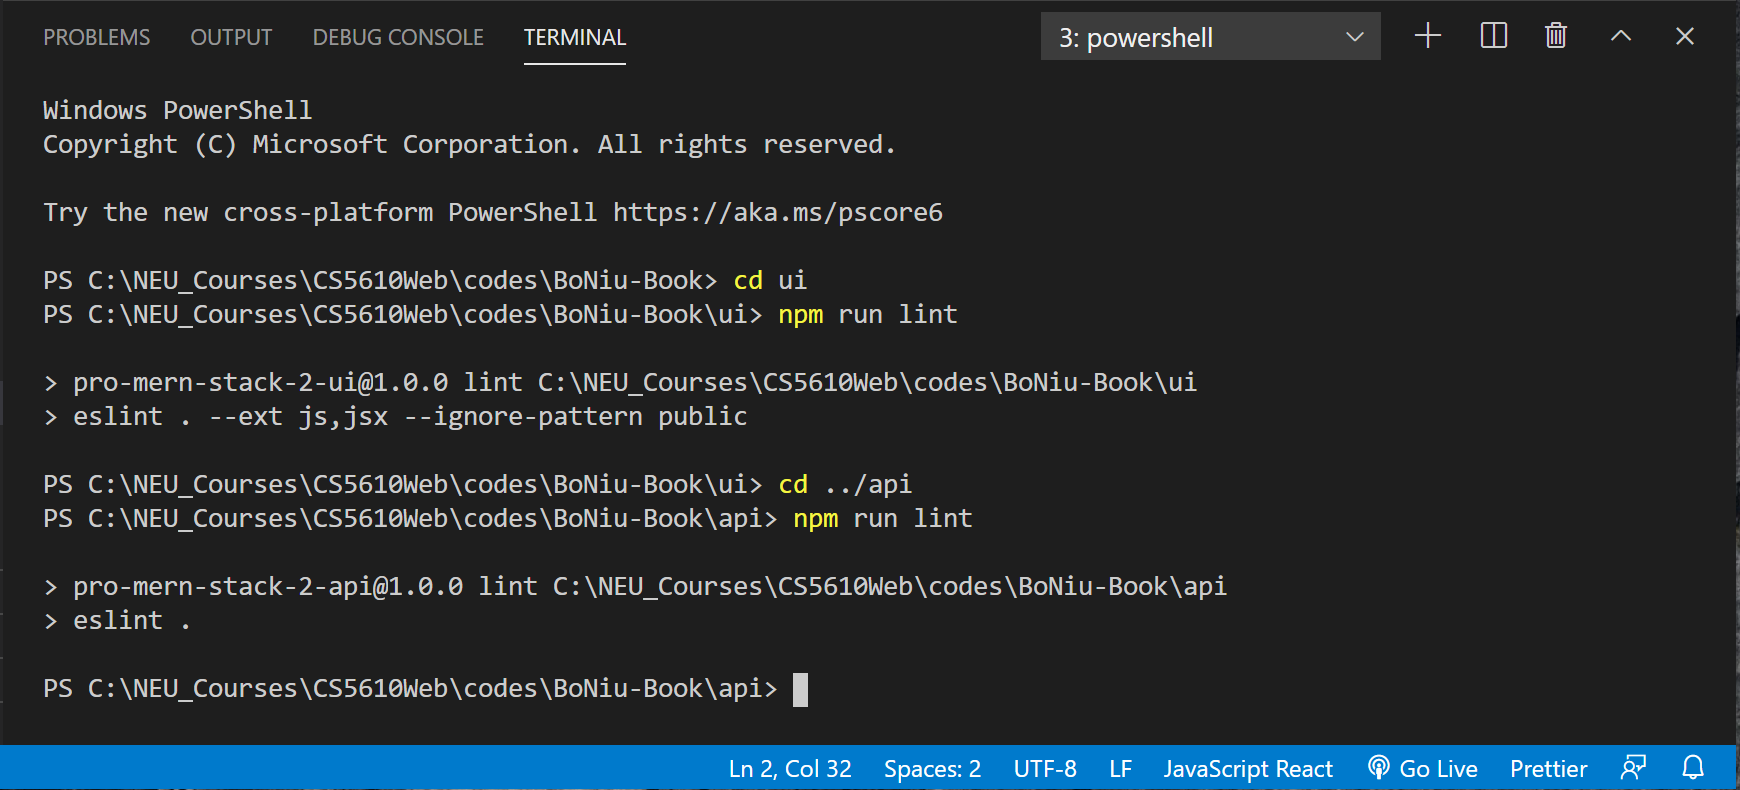 PROBLEMS OUTPUT DEBUG CONSOLE TERMINAL 3: powershell
Windows PowerShell
Copyright (C) Microsoft Corporation. All rights reserved.
Try the new cross-platform PowerShell https://aka.ms/pscore6
PS C:\NEU_Courses\CS5610Web\codes\BoNiu-Book> cd ui
PS C:\NEU_Courses\CS5610Web\codes\BoNiu-Book\ui> npm run lint
> pro-mern-stack-2-ui@1.0.0 lint C:\NEU_Courses\CS5610Web\codes\BoNiu-Book\ui
> eslint . --ext js,jsx --ignore-pattern public
PS C:\NEU_Courses\CS5610Web\codes\BoNiu-Book\ui> cd ../api
PS C:\NEU_Courses\CS5610Web\codes\BoNiu-Book\api> npm run lint
> pro-mern-stack-2-api@1.0.0 lint C:\NEU_Courses\CS5610Web\codes\BoNiu-Book\api
> eslint .
PS C:\NEU_Courses\CS5610Web\codes\BoNiu-Book\api>
Ln 2, Col 32 Spaces: 2 UTF-8 LF JavaScript React Go Live Prettier